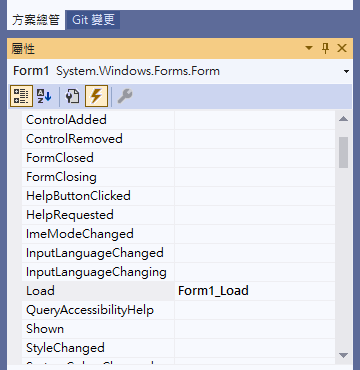 方案總管 Git 變更
屬性
Form1 System.Windows.Forms.Form
ControlAdded
ControlRemoved
FormClosed
FormClosing
HelpButtonClicked
HelpRequested
ImeModeChanged
InputLanguageChanged
InputLanguageChanging
Load Form1_Load
QueryAccessibilityHelp
Shown
StyleChanged